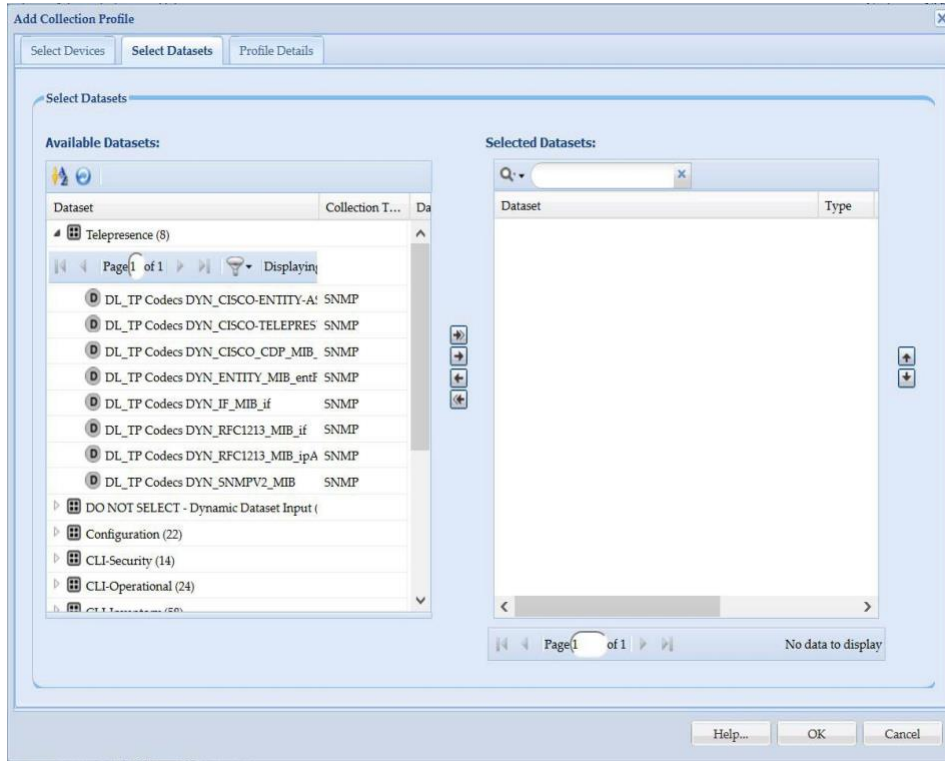 Add Collection Profile
Select Devices
Select Datasets
Profile Details
Select Datasets
Available Datasets:
Dataset
Collection T...
Da
Telepresence (8)
Page 1 of 1
Displaying
D DL_TP Codecs DYN_CISCO-ENTITY-A SNMP
D DL_TP Codecs DYN_CISCO-TELEPRES SNMP
D DL_TP Codecs DYN_CISCO_CDP_MIB_ SNMP
D DL_TP Codecs DYN_ENTITY_MIB_entF SNMP
D DL_TP Codecs DYN_IF_MIB_if SNMP
D DL_TP Codecs DYN_RFC1213_MIB_if SNMP
D DL_TP Codecs DYN_RFC1213_MIB_ipA SNMP
D DL_TP Codecs DYN_SNMPV2_MIB SNMP
DO NOT SELECT - Dynamic Dataset Input (
Configuration (22)
CLI-Security (14)
CLI-Operational (24)
Selected Datasets:
Dataset
Type
Page 1 of 1
No data to display
Help...
OK
Cancel